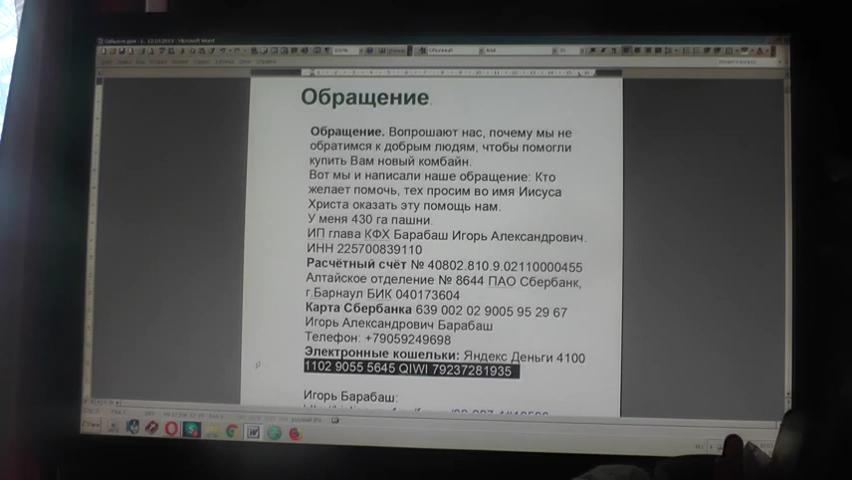 Обращение.
Обращение. Вопрошают нас, почему мы не
обратимся к добрым людям, чтобы помогли
купить Вам новый комбайн.
Вот мы и написали наше обращение: Кто
желает помочь, тех просим во имя Иисуса
Христа оказать эту помощь нам.
У меня 430 га пашни.
ИП глава КФХ Барабаш Игорь Александрович.
ИНН 225700839110
Расчётный счёт № 40802.810.9.02110000455
Алтайское отделение № 8644 ПАО Сбербанк,
г.Барнаул БИК 040173604
Карта Сбербанка 639 002 02 9005 95 29 67
Игорь Александрович Барабаш
Телефон: +79059249698
Электронные кошельки: Яндекс Деньги 4100
1102 9055 5645 QIWI 79237281935
Игорь Барабаш: